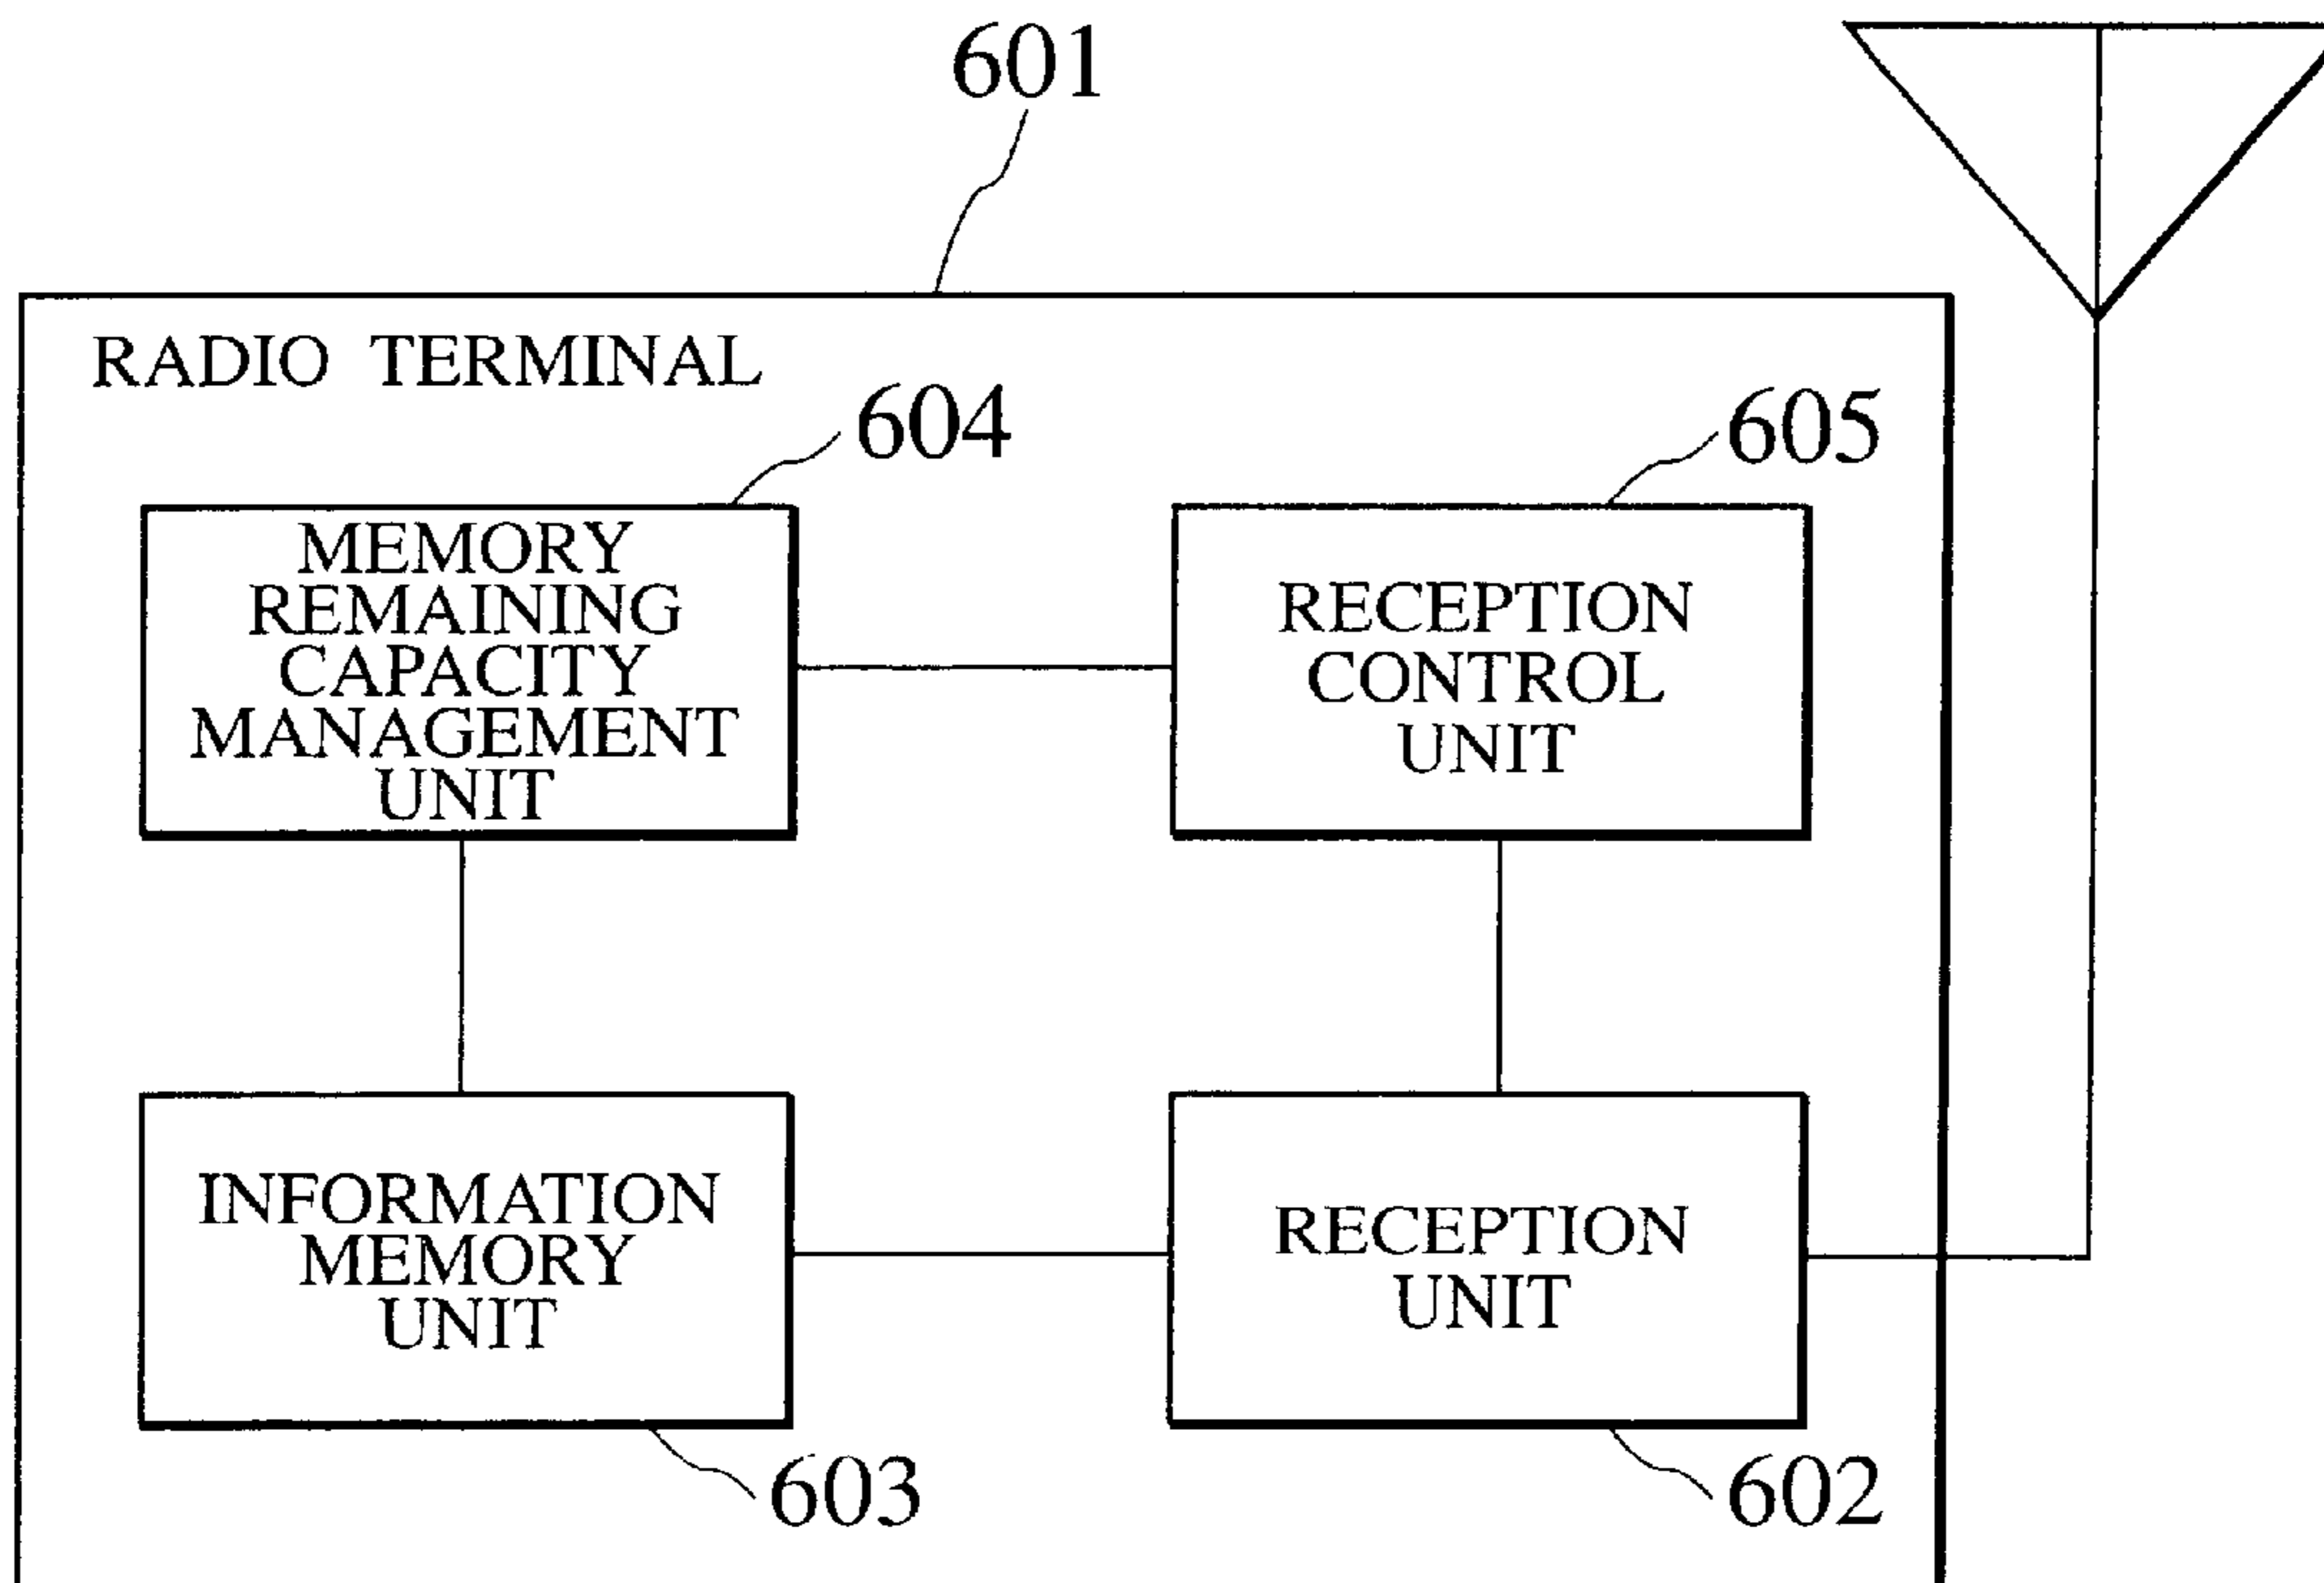 601
RADIO TERMINAL
604
605
MEMORY
REMAINING
CAPACITY
MANAGEMENT
UNIT
RECEPTION
CONTROL
UNIT
INFORMATION
MEMORY
UNIT
RECEPTION
UNIT
603
602